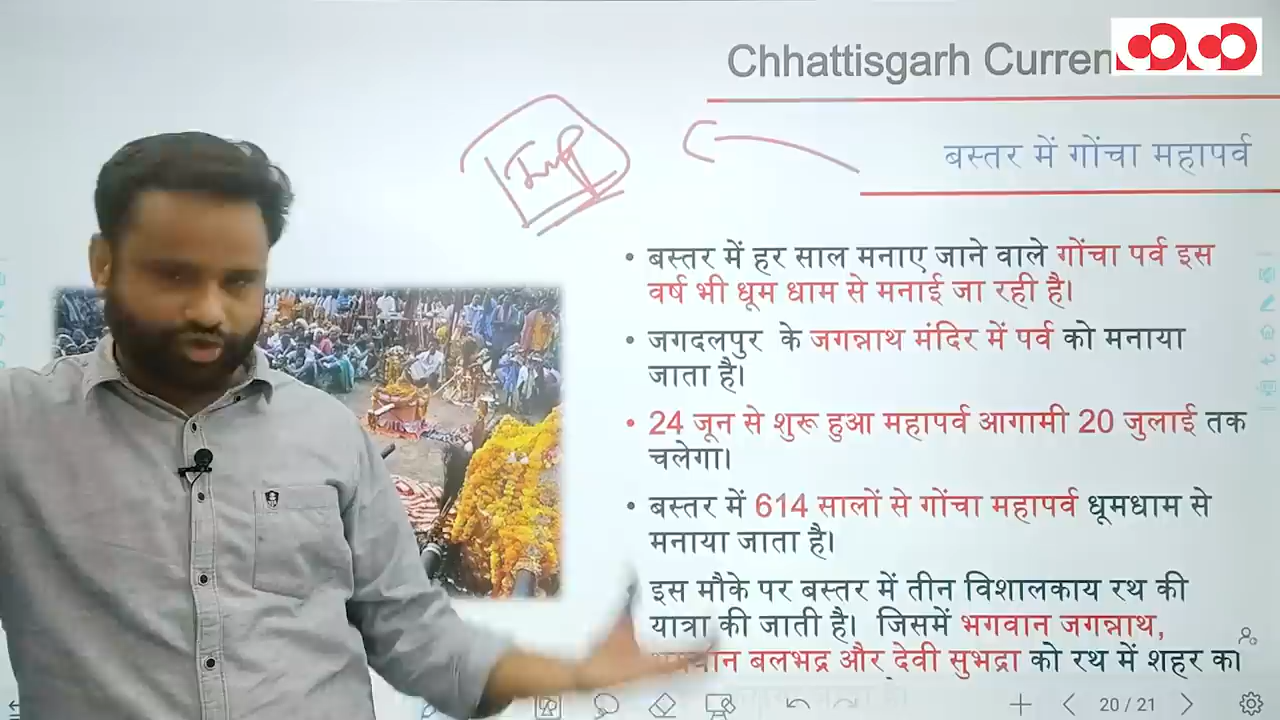 Chhattisgarh Curren
Imp
बस्तर में गोंचा महापर्व
• बस्तर में हर साल मनाए जाने वाले गोंचा पर्व इस
वर्ष भी धूम धाम से मनाई जा रही है।
• जगदलपुर के जगन्नाथ मंदिर में पर्व को मनाया
जाता है।
• 24 जून से शुरू हुआ महापर्व आगामी 20 जुलाई तक
चलेगा।
• बस्तर में 614 सालों से गोंचा महापर्व धूमधाम से
मनाया जाता है।
इस मौके पर बस्तर में तीन विशालकाय रथ की
यात्रा की जाती है। जिसमें भगवान जगन्नाथ,
बलभद्र और देवी सुभद्रा को रथ में शहर का
20 / 21